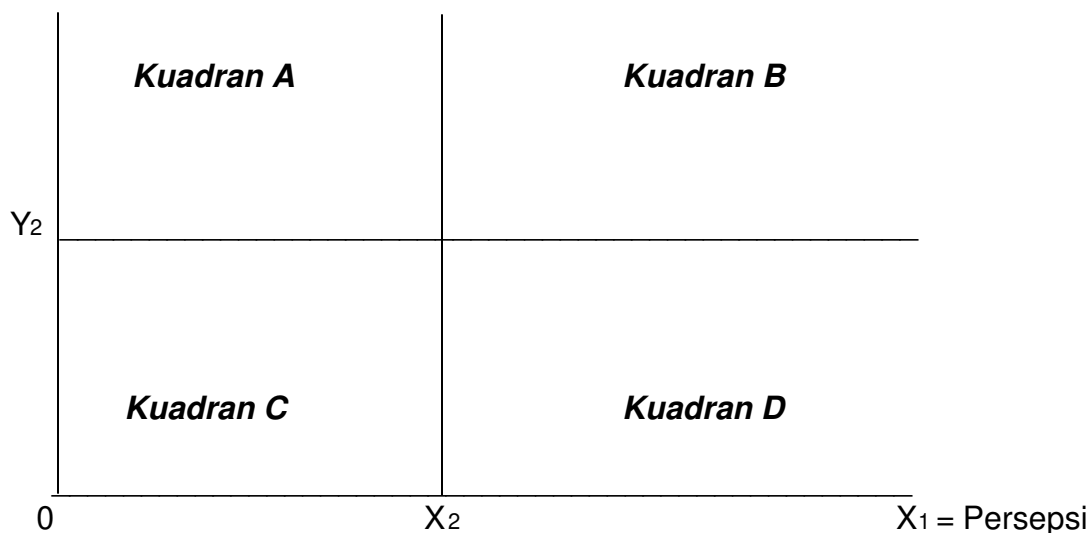 Kuadran A Kuadran B
Y2
Kuadran C Kuadran D
0 X2 X1 = Persepsi